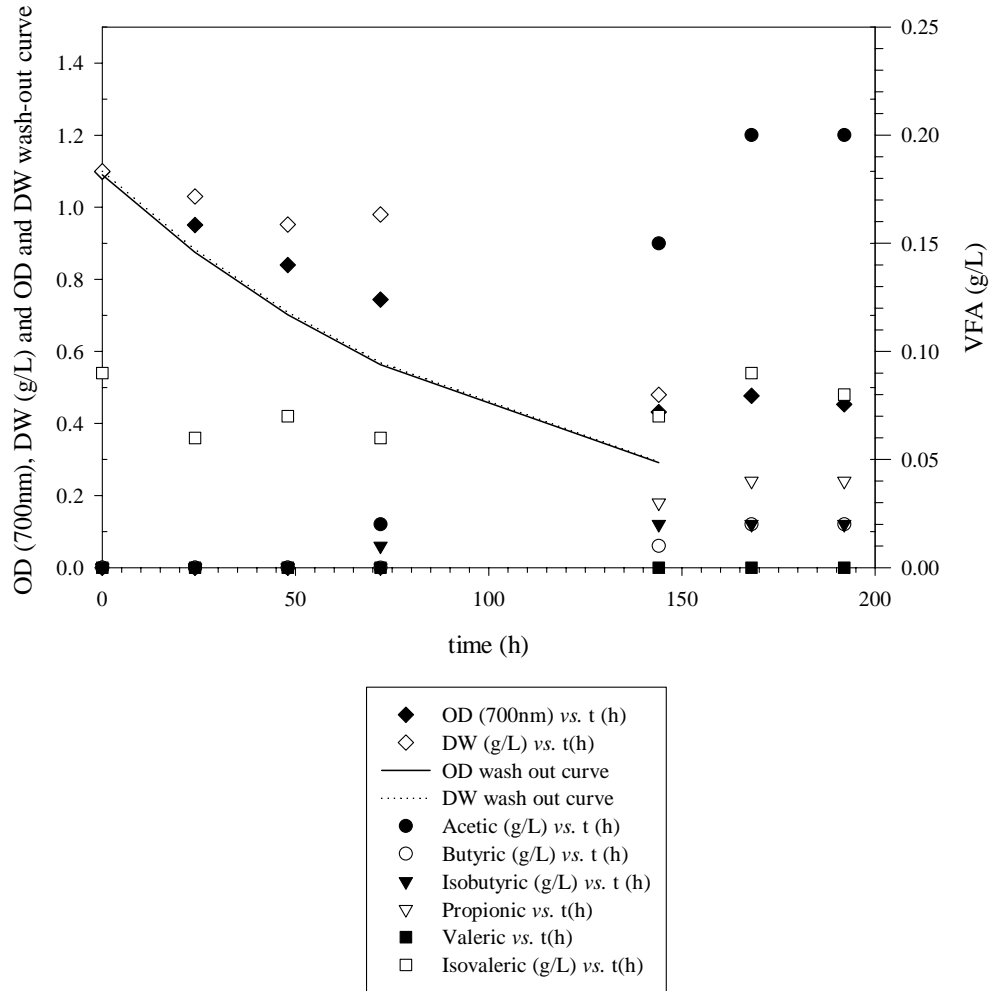 OD (700nm), DW (g/L) and OD and DW wash-out curve
1.4
1.2
1.0
0.8
0.6
0.4
0.2
0.0
0.25
0.20
0.15
0.10
0.05
0.00
VFA (g/L)
0 50 100 150 200
time (h)
OD (700nm) vs. t (h)
DW (g/L) vs. t(h)
OD wash out curve
DW wash out curve
Acetic (g/L) vs. t (h)
Butyric (g/L) vs. t (h)
Isobutyric (g/L) vs. t (h)
Propionic vs. t(h)
Valeric vs. t(h)
Isovaleric (g/L) vs. t(h)